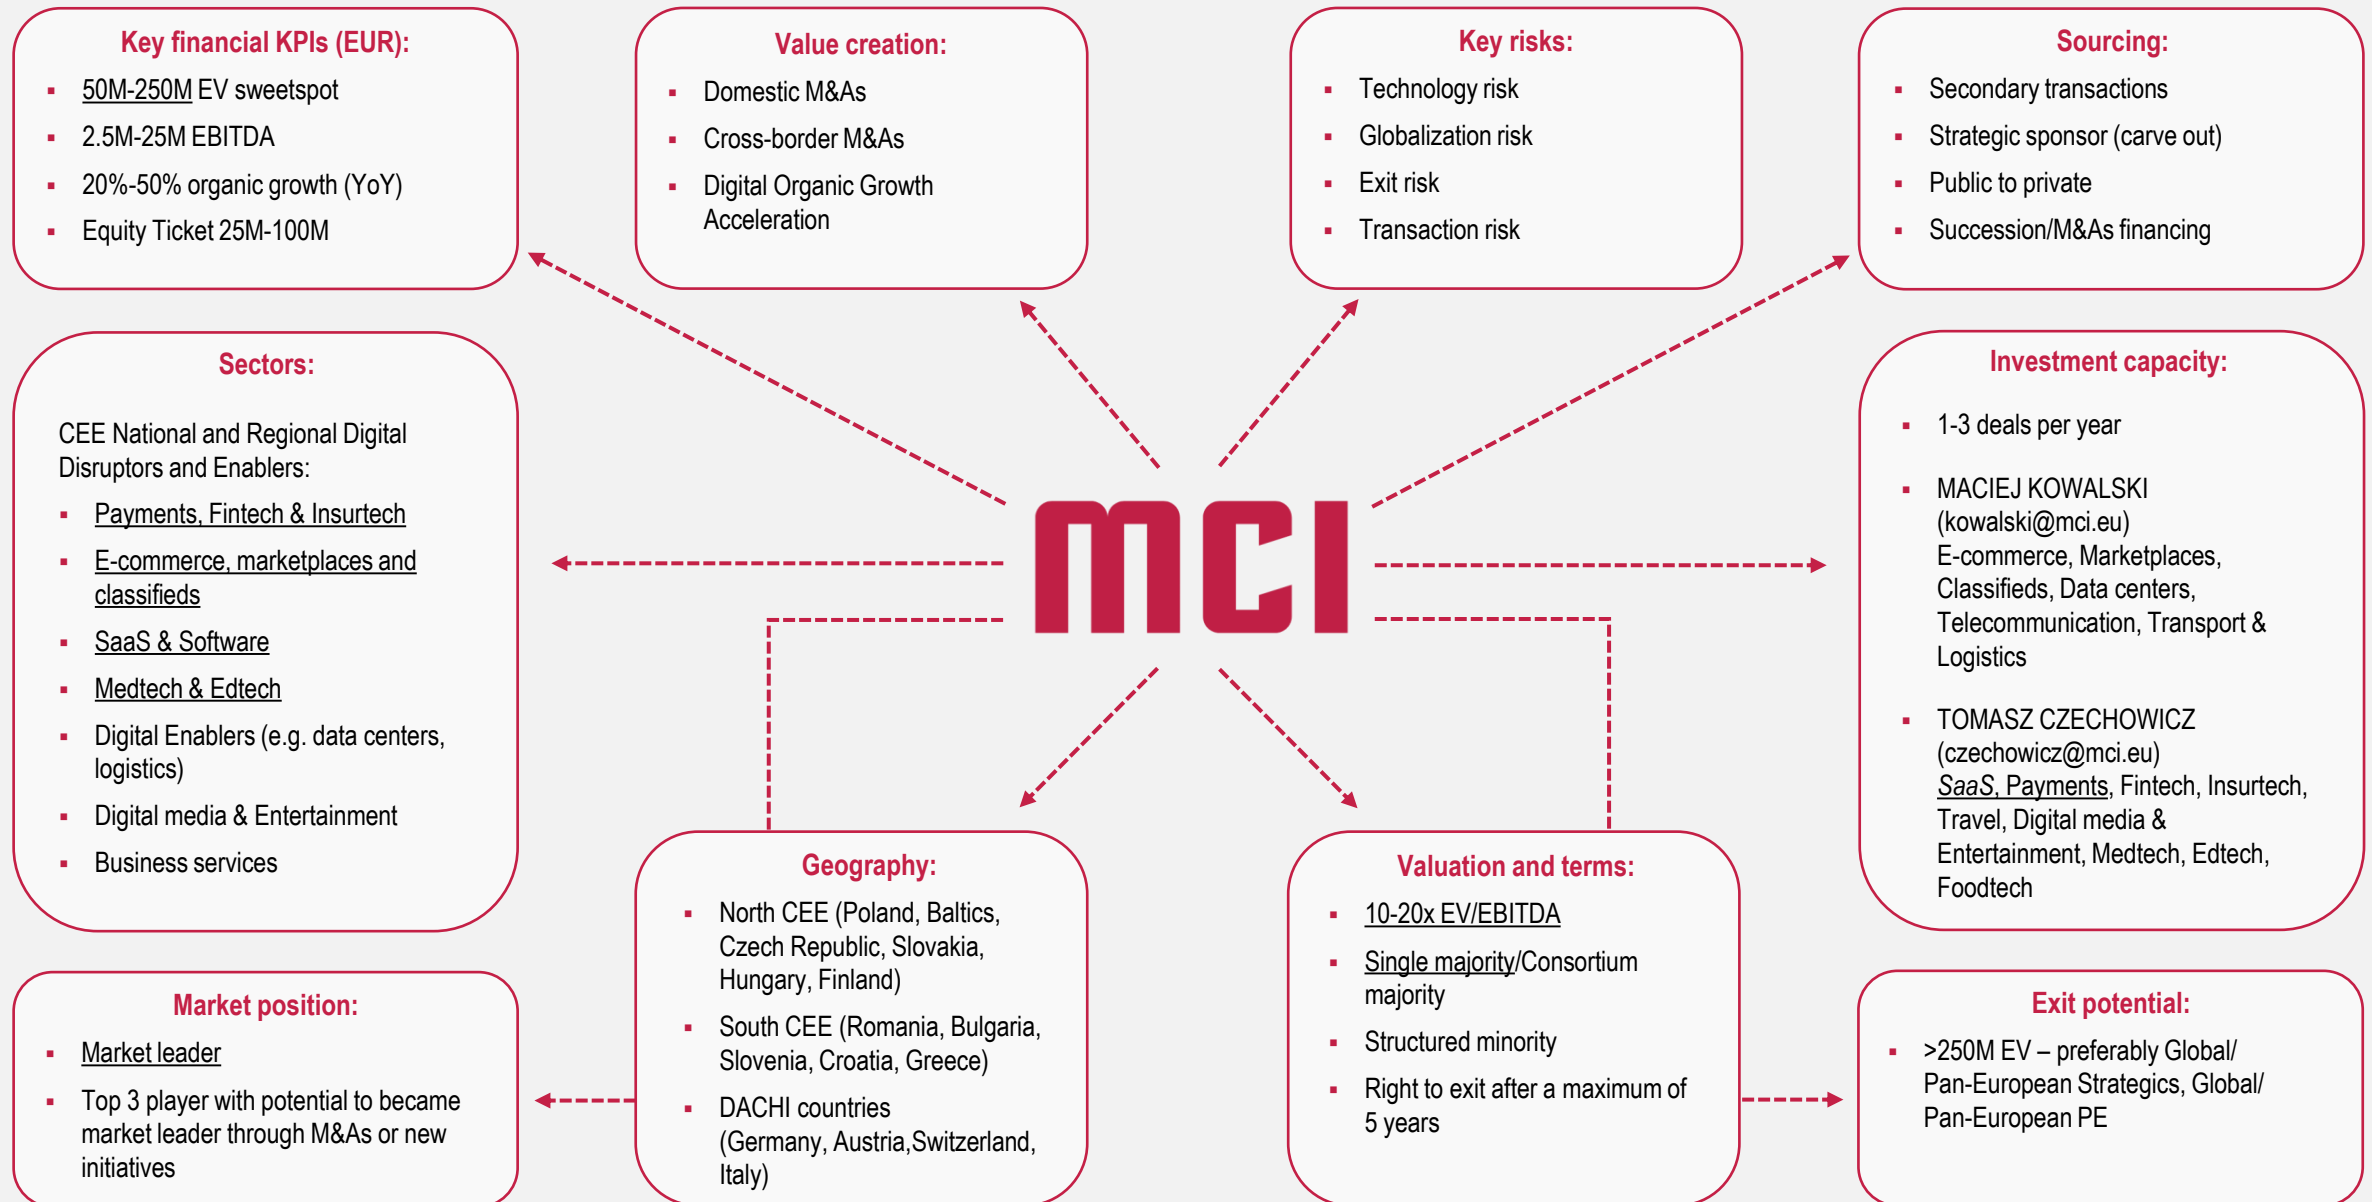 Key financial KPIs (EUR):
▪ 50M-250M EV sweetspot
▪ 2.5M-25M EBITDA
▪ 20%-50% organic growth (YoY)
▪ Equity Ticket 25M-100M
Value creation:
▪ Domestic M&As
▪ Cross-border M&As
▪ Digital Organic Growth
Acceleration
Key risks:
▪ Technology risk
▪ Globalization risk
▪ Exit risk
▪ Transaction risk
Sourcing:
▪ Secondary transactions
▪ Strategic sponsor (carve out)
▪ Public to private
▪ Succession/M&As financing
Sectors:
CEE National and Regional Digital
Disruptors and Enablers:
▪ Payments, Fintech & Insurtech
▪ E-commerce, marketplaces and
classifieds
▪ SaaS & Software
▪ Medtech & Edtech
▪ Digital Enablers (e.g. data centers,
logistics)
▪ Digital media & Entertainment
▪ Business services
MCI
Investment capacity:
▪ 1-3 deals per year
▪ MACIEJ KOWALSKI
(kowalski@mci.eu)
E-commerce, Marketplaces,
Classifieds, Data centers,
Telecommunication, Transport &
Logistics
▪ TOMASZ CZECHOWICZ
(czechowicz@mci.eu)
SaaS, Payments, Fintech, Insurtech,
Travel, Digital media &
Entertainment, Medtech, Edtech,
Foodtech
Market position:
▪ Market leader
▪ Top 3 player with potential to became
market leader through M&As or new
initiatives
Geography:
▪ North CEE (Poland, Baltics,
Czech Republic, Slovakia,
Hungary, Finland)
▪ South CEE (Romania, Bulgaria,
Slovenia, Croatia, Greece)
▪ DACHI countries
(Germany, Austria,Switzerland,
Italy)
Valuation and terms:
▪ 10-20x EV/EBITDA
▪ Single majority/Consortium
majority
▪ Structured minority
▪ Right to exit after a maximum of
5 years
Exit potential:
▪ >250M EV – preferably Global/
Pan-European Strategics, Global/
Pan-European PE